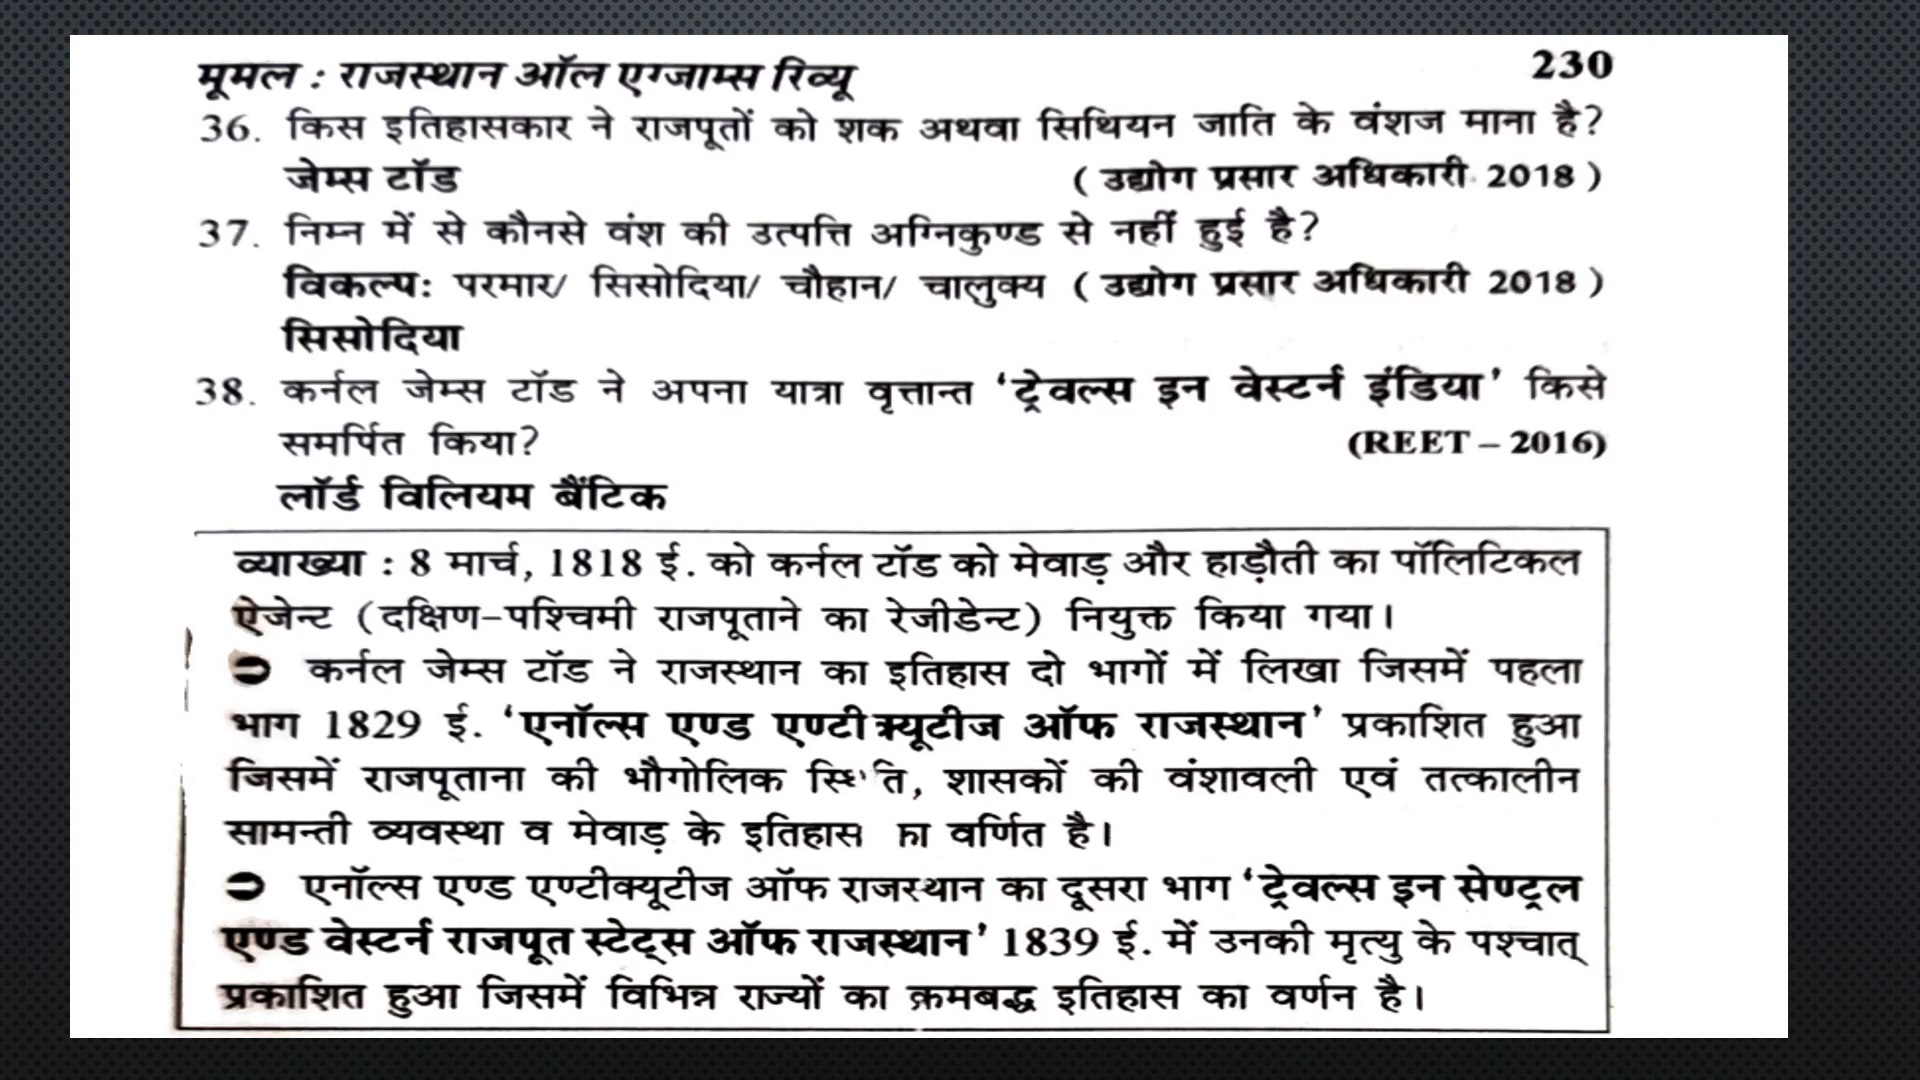 मूमल : राजस्थान ऑल एग्जाम्स रिव्यू 230
36. किस इतिहासकार ने राजपूतों को शक अथवा सिथियन जाति के वंशज माना है?
जेम्स टॉड ( उद्योग प्रसार अधिकारी 2018 )
37. निम्न में से कौनसे वंश की उत्पत्ति अग्निकुण्ड से नहीं हुई है?
विकल्पः परमार/ सिसोदिया/ चौहान/ चालुक्य ( उद्योग प्रसार अधिकारी 2018 )
सिसोदिया
38. कर्नल जेम्स टॉड ने अपना यात्रा वृत्तान्त ‘ट्रेवल्स इन वेस्टर्न इंडिया’ किसे
समर्पित किया? (REET – 2016)
लॉर्ड विलियम बैंटिक
व्याख्या : 8 मार्च, 1818 ई. को कर्नल टॉड को मेवाड़ और हाड़ौती का पॉलिटिकल
ऐजेन्ट (दक्षिण-पश्चिमी राजपूताने का रेजीडेन्ट) नियुक्त किया गया।
➲ कर्नल जेम्स टॉड ने राजस्थान का इतिहास दो भागों में लिखा जिसमें पहला
भाग 1829 ई. ‘एनॉल्स एण्ड एण्टीक्यूटीज ऑफ राजस्थान’ प्रकाशित हुआ
जिसमें राजपूताना की भौगोलिक स्थिति, शासकों की वंशावली एवं तत्कालीन
सामन्ती व्यवस्था व मेवाड़ के इतिहास वर्णित है।
➲ एनॉल्स एण्ड एण्टीक्यूटीज ऑफ राजस्थान का दूसरा भाग ‘ट्रेवल्स इन सेण्ट्रल
एण्ड वेस्टर्न राजपूत स्टेट्स ऑफ राजस्थान’ 1839 ई. में उनकी मृत्यु के पश्चात्
प्रकाशित हुआ जिसमें विभिन्न राज्यों का क्रमबद्ध इतिहास का वर्णन है।